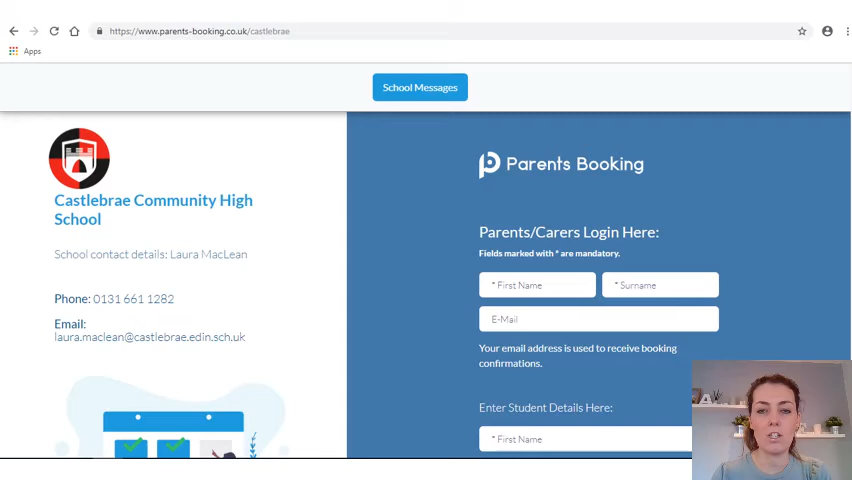 https://www.parents-booking.co.uk/castlebrae
Apps
School Messages
Castlebrae Community High
School
School contact details: Laura MacLean
Phone: 0131 661 1282
Email:
laura.maclean@castlebrae.edin.sch.uk
Parents Booking
Parents/Carers Login Here:
Fields marked with * are mandatory.
* First Name
* Surname
E-Mail
Your email address is used to receive booking
confirmations.
Enter Student Details Here:
* First Name